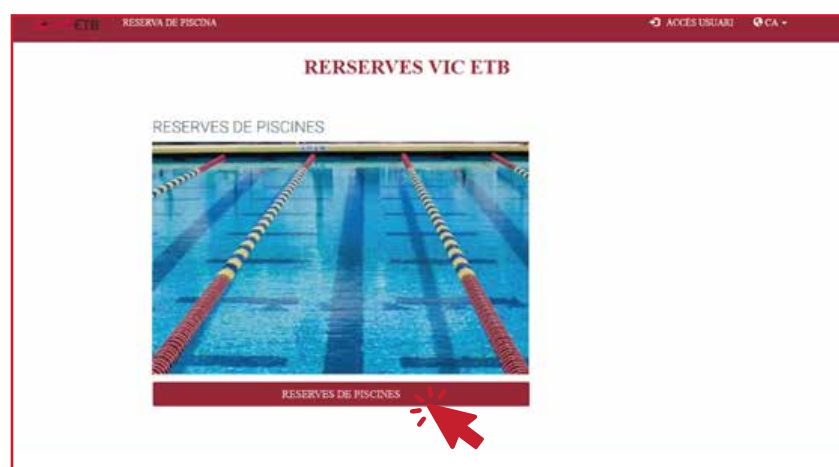 ETB RESERVA DE PISCINA ACCÉS USUARI CA
RERSERVES VIC ETB
RESERVES DE PISCINES
RESERVES DE PISCINES